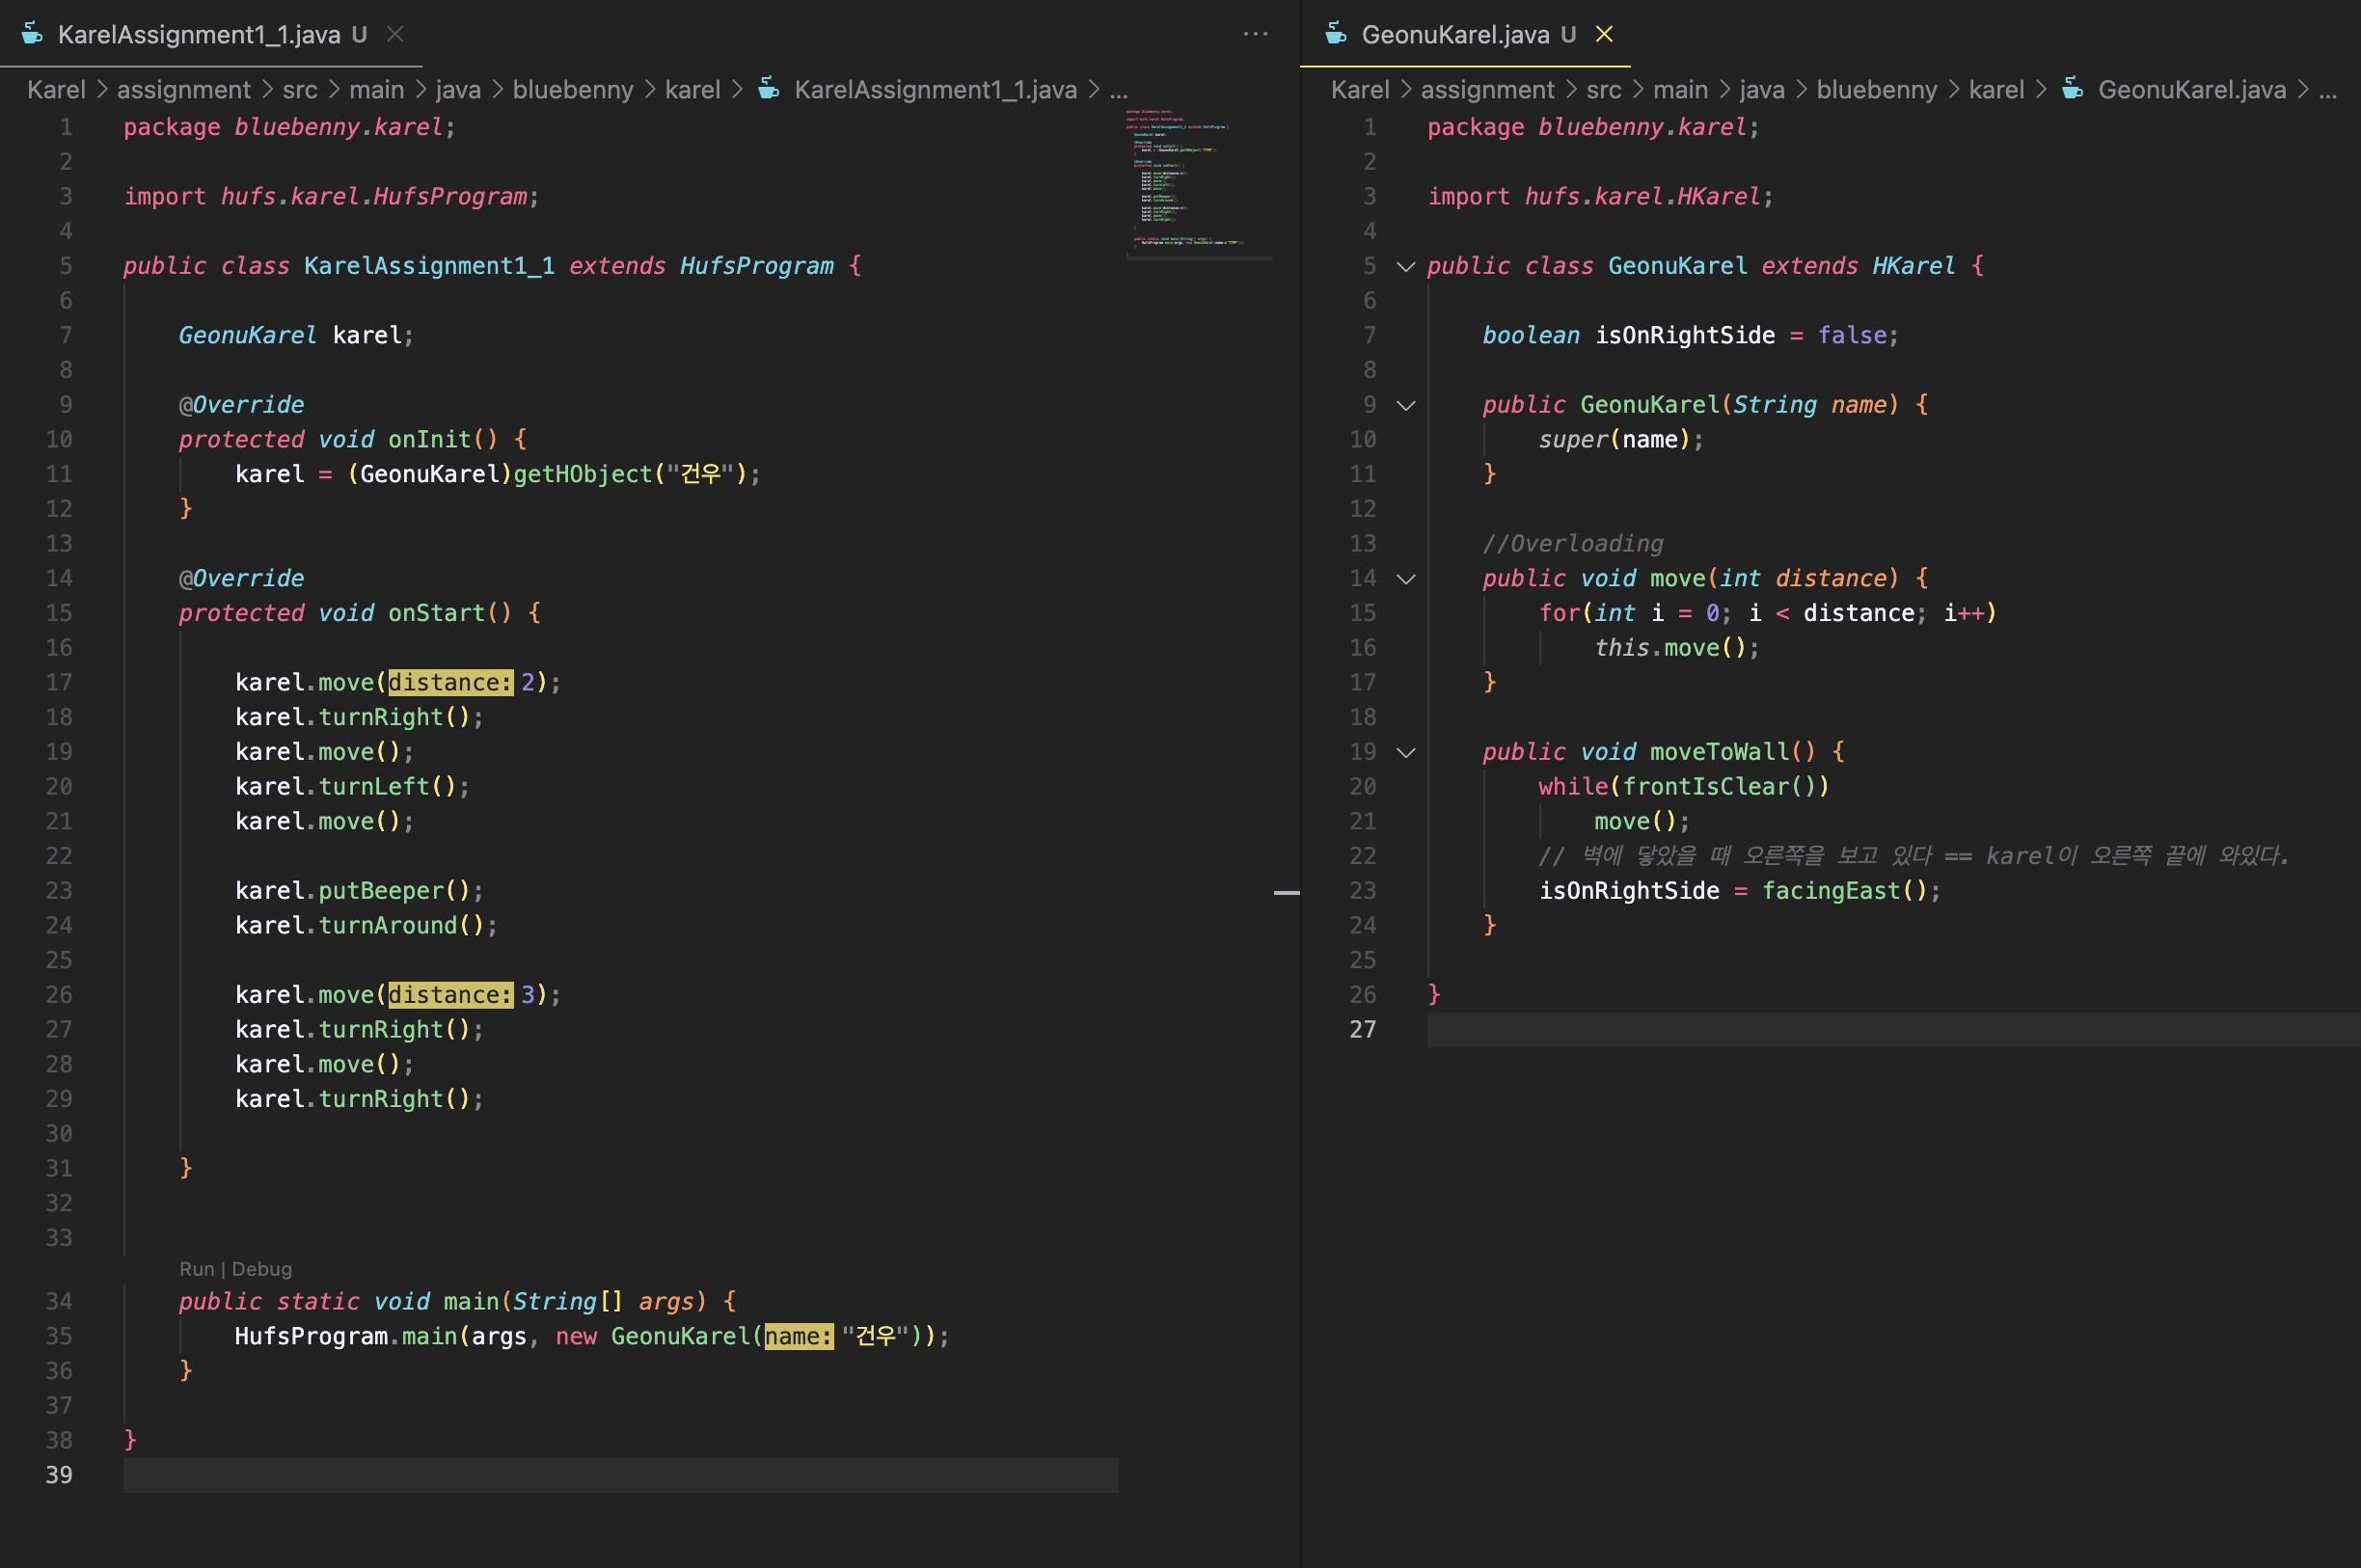 KarelAssignment1_1.java U
Karel > assignment > src > main > java > bluebenny > karel > KarelAssignment1_1.java > ...
1 package bluebenny.karel;
2
3 import hufs.karel.HufsProgram;
4
5 public class KarelAssignment1_1 extends HufsProgram {
6
7 GeonuKarel karel;
8
9 @Override
10 protected void onInit() {
11 karel = (GeonuKarel)getHObject("건우");
12 }
13
14 @Override
15 protected void onStart() {
16
17 karel.move(distance: 2);
18 karel.turnRight();
19 karel.move();
20 karel.turnLeft();
21 karel.move();
22
23 karel.putBeeper();
24 karel.turnAround();
25
26 karel.move(distance: 3);
27 karel.turnRight();
28 karel.move();
29 karel.turnRight();
30
31 }
32
33
Run | Debug
34 public static void main(String[] args) {
35 HufsProgram.main(args, new GeonuKarel(name: "건우"));
36 }
37
38 }
39
GeonuKarel.java U
Karel > assignment > src > main > java > bluebenny > karel > GeonuKarel.java > ...
1 package bluebenny.karel;
2
3 import hufs.karel.HKarel;
4
5 public class GeonuKarel extends HKarel {
6
7 boolean isOnRightSide = false;
8
9 public GeonuKarel(String name) {
10 super(name);
11 }
12
13 //Overloading
14 public void move(int distance) {
15 for(int i = 0; i < distance; i++)
16 this.move();
17 }
18
19 public void moveToWall() {
20 while(frontIsClear())
21 move();
22 // 벽에 닿았을 때 오른쪽을 보고 있다 == karel이 오른쪽 끝에 와있다.
23 isOnRightSide = facingEast();
24 }
25
26 }
27